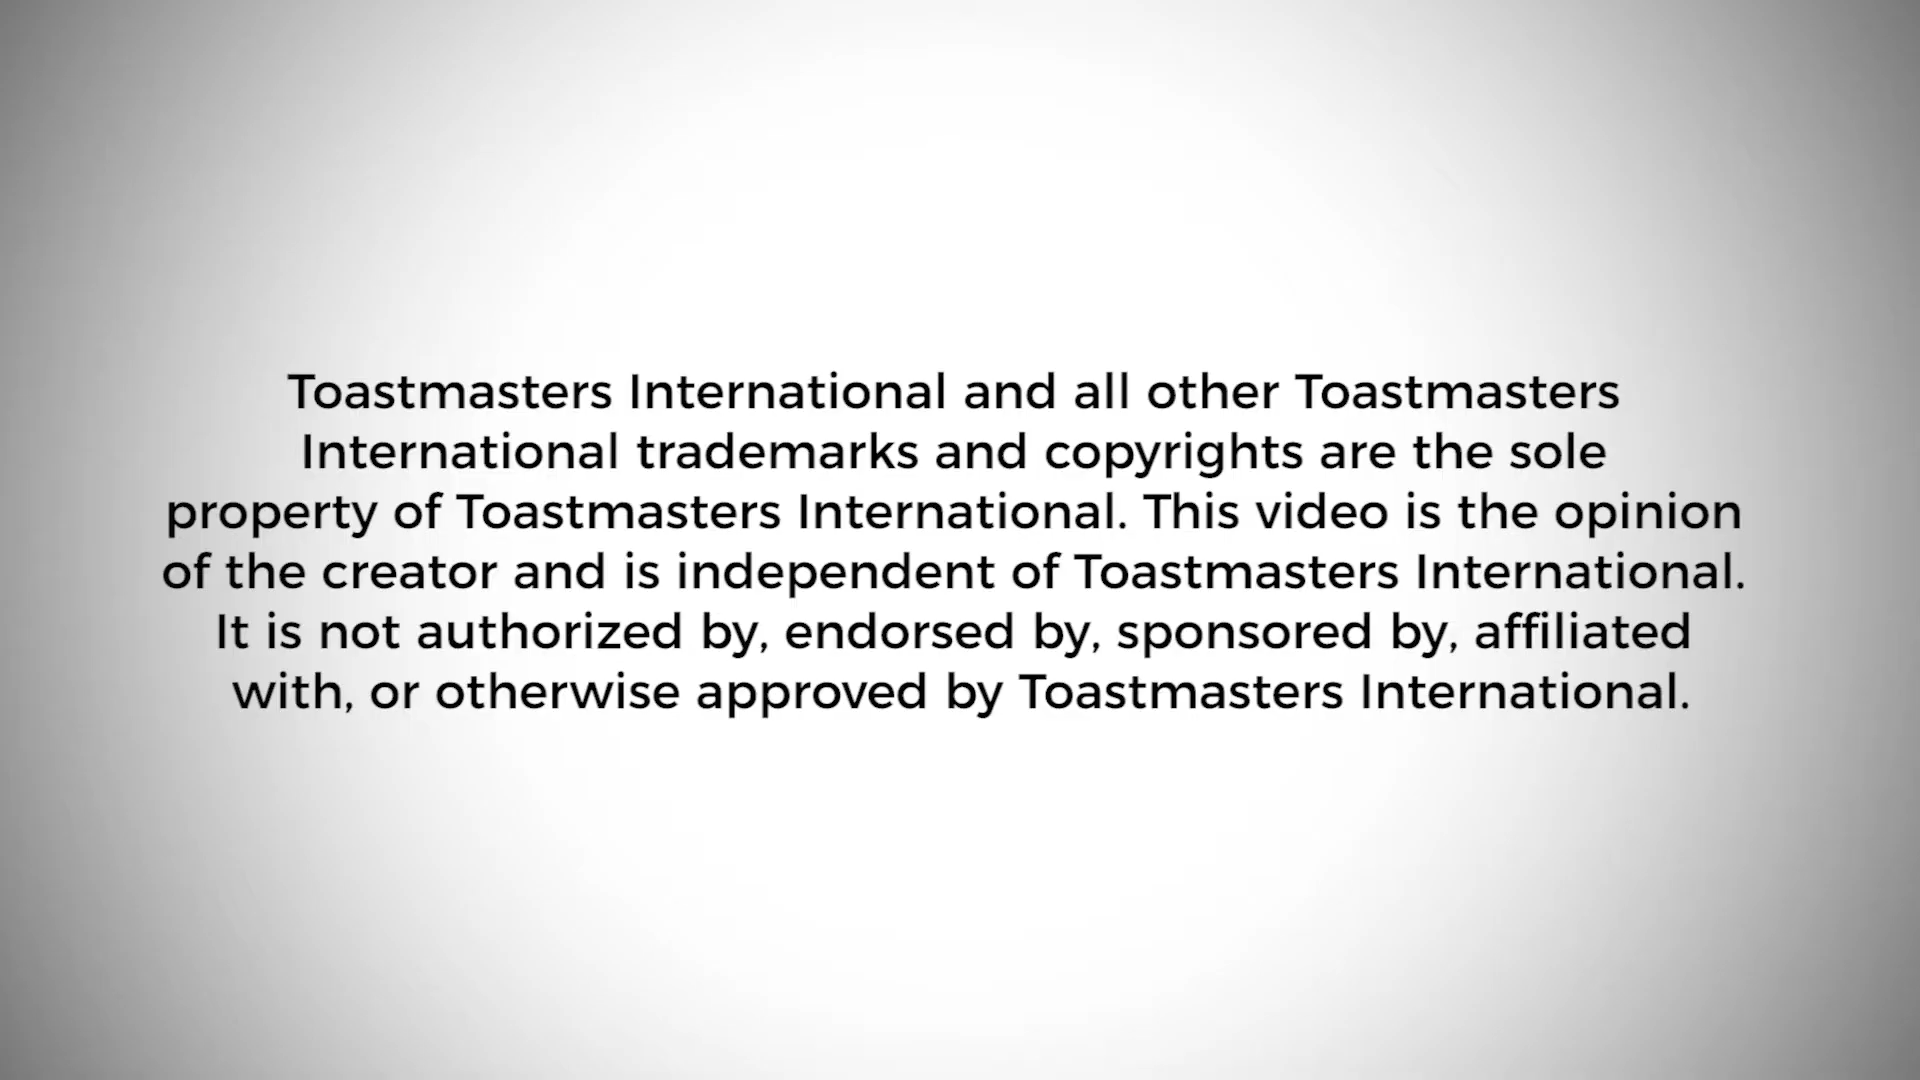 Toastmasters International and all other Toastmasters
International trademarks and copyrights are the sole
property of Toastmasters International. This video is the opinion
of the creator and is independent of Toastmasters International.
It is not authorized by, endorsed by, sponsored by, affiliated
with, or otherwise approved by Toastmasters International.